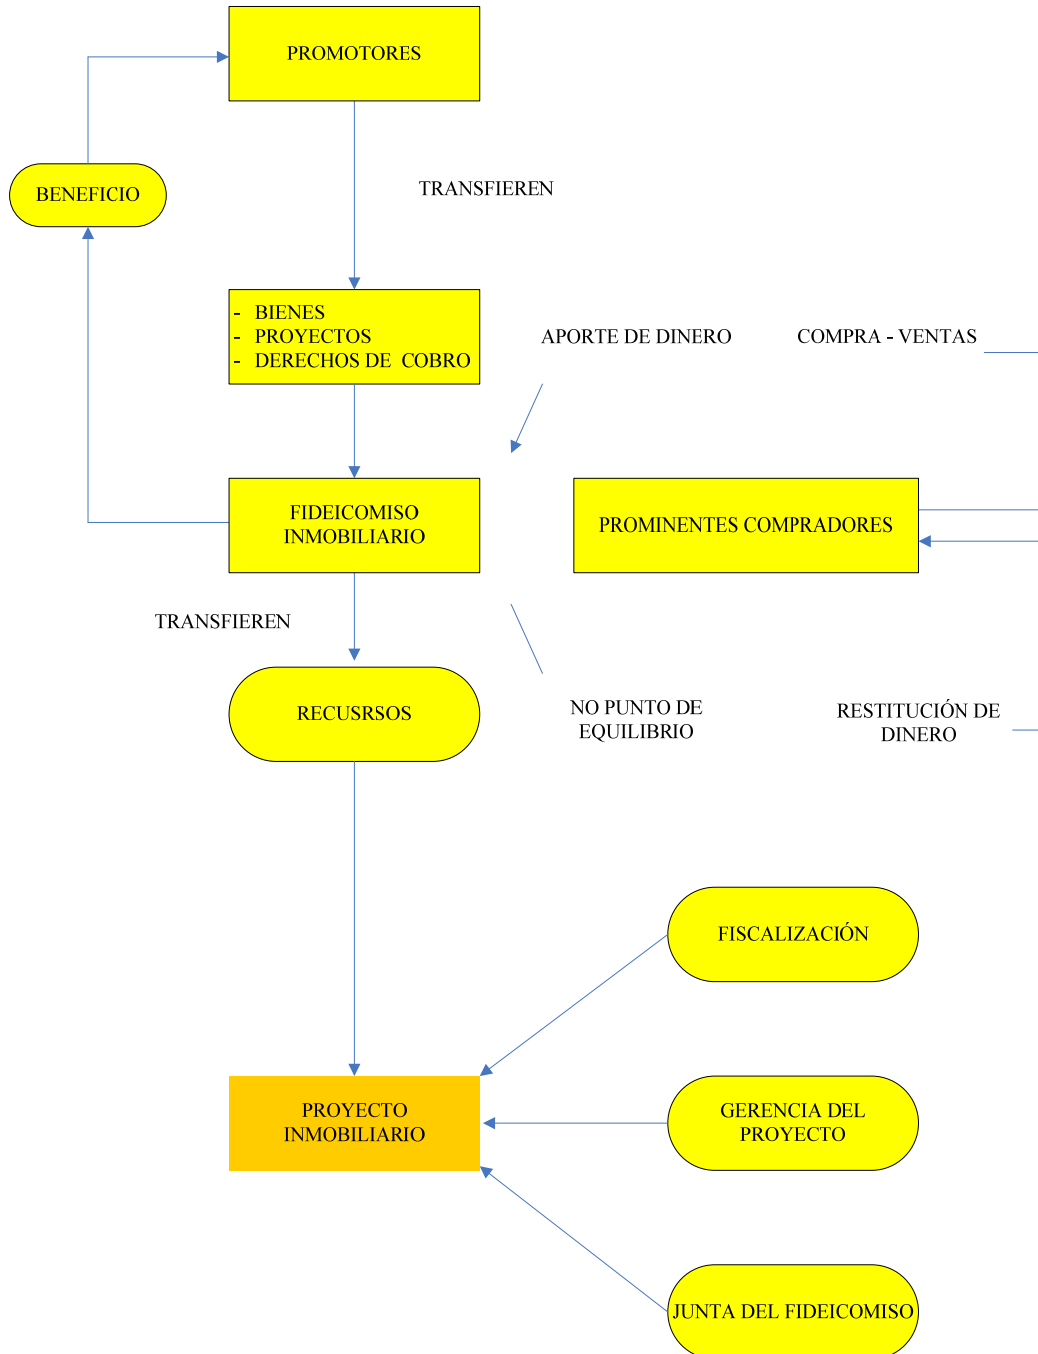 PROMOTORES
BENEFICIO
TRANSFIEREN
- BIENES
- PROYECTOS
- DERECHOS DE COBRO
APORTE DE DINERO
COMPRA - VENTAS
FIDEICOMISO
INMOBILIARIO
PROMINENTES COMPRADORES
TRANSFIEREN
RECUSRSOS
NO PUNTO DE
EQUILIBRIO
RESTITUCIÓN DE
DINERO
FISCALIZACIÓN
PROYECTO
INMOBILIARIO
GERENCIA DEL
PROYECTO
JUNTA DEL FIDEICOMISO